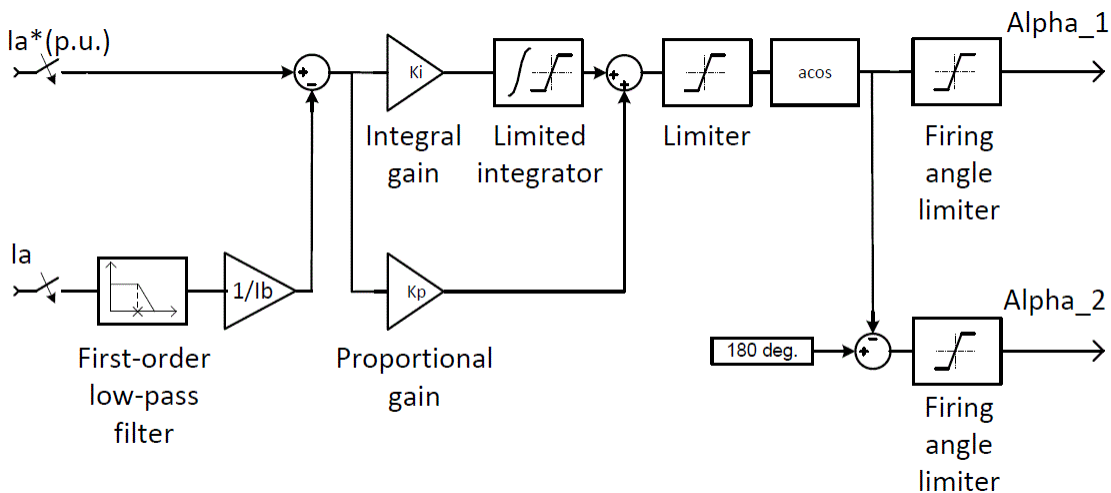 Ia*(p.u.)
Ki
Integral
gain
Limited
integrator
Limiter
acos
Alpha_1
Firing
angle
limiter
Ia
1/Ib
First-order
low-pass
filter
Kp
Proportional
gain
180 deg.
Alpha_2
Firing
angle
limiter